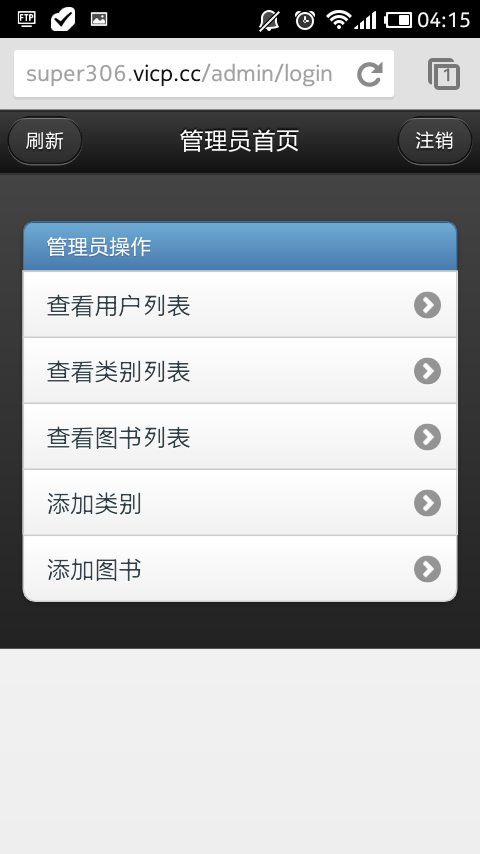 FTP
04:15
super306.vicp.cc/admin/login
1
刷新
管理员首页
注销
管理员操作
查看用户列表
查看类别列表
查看图书列表
添加类别
添加图书